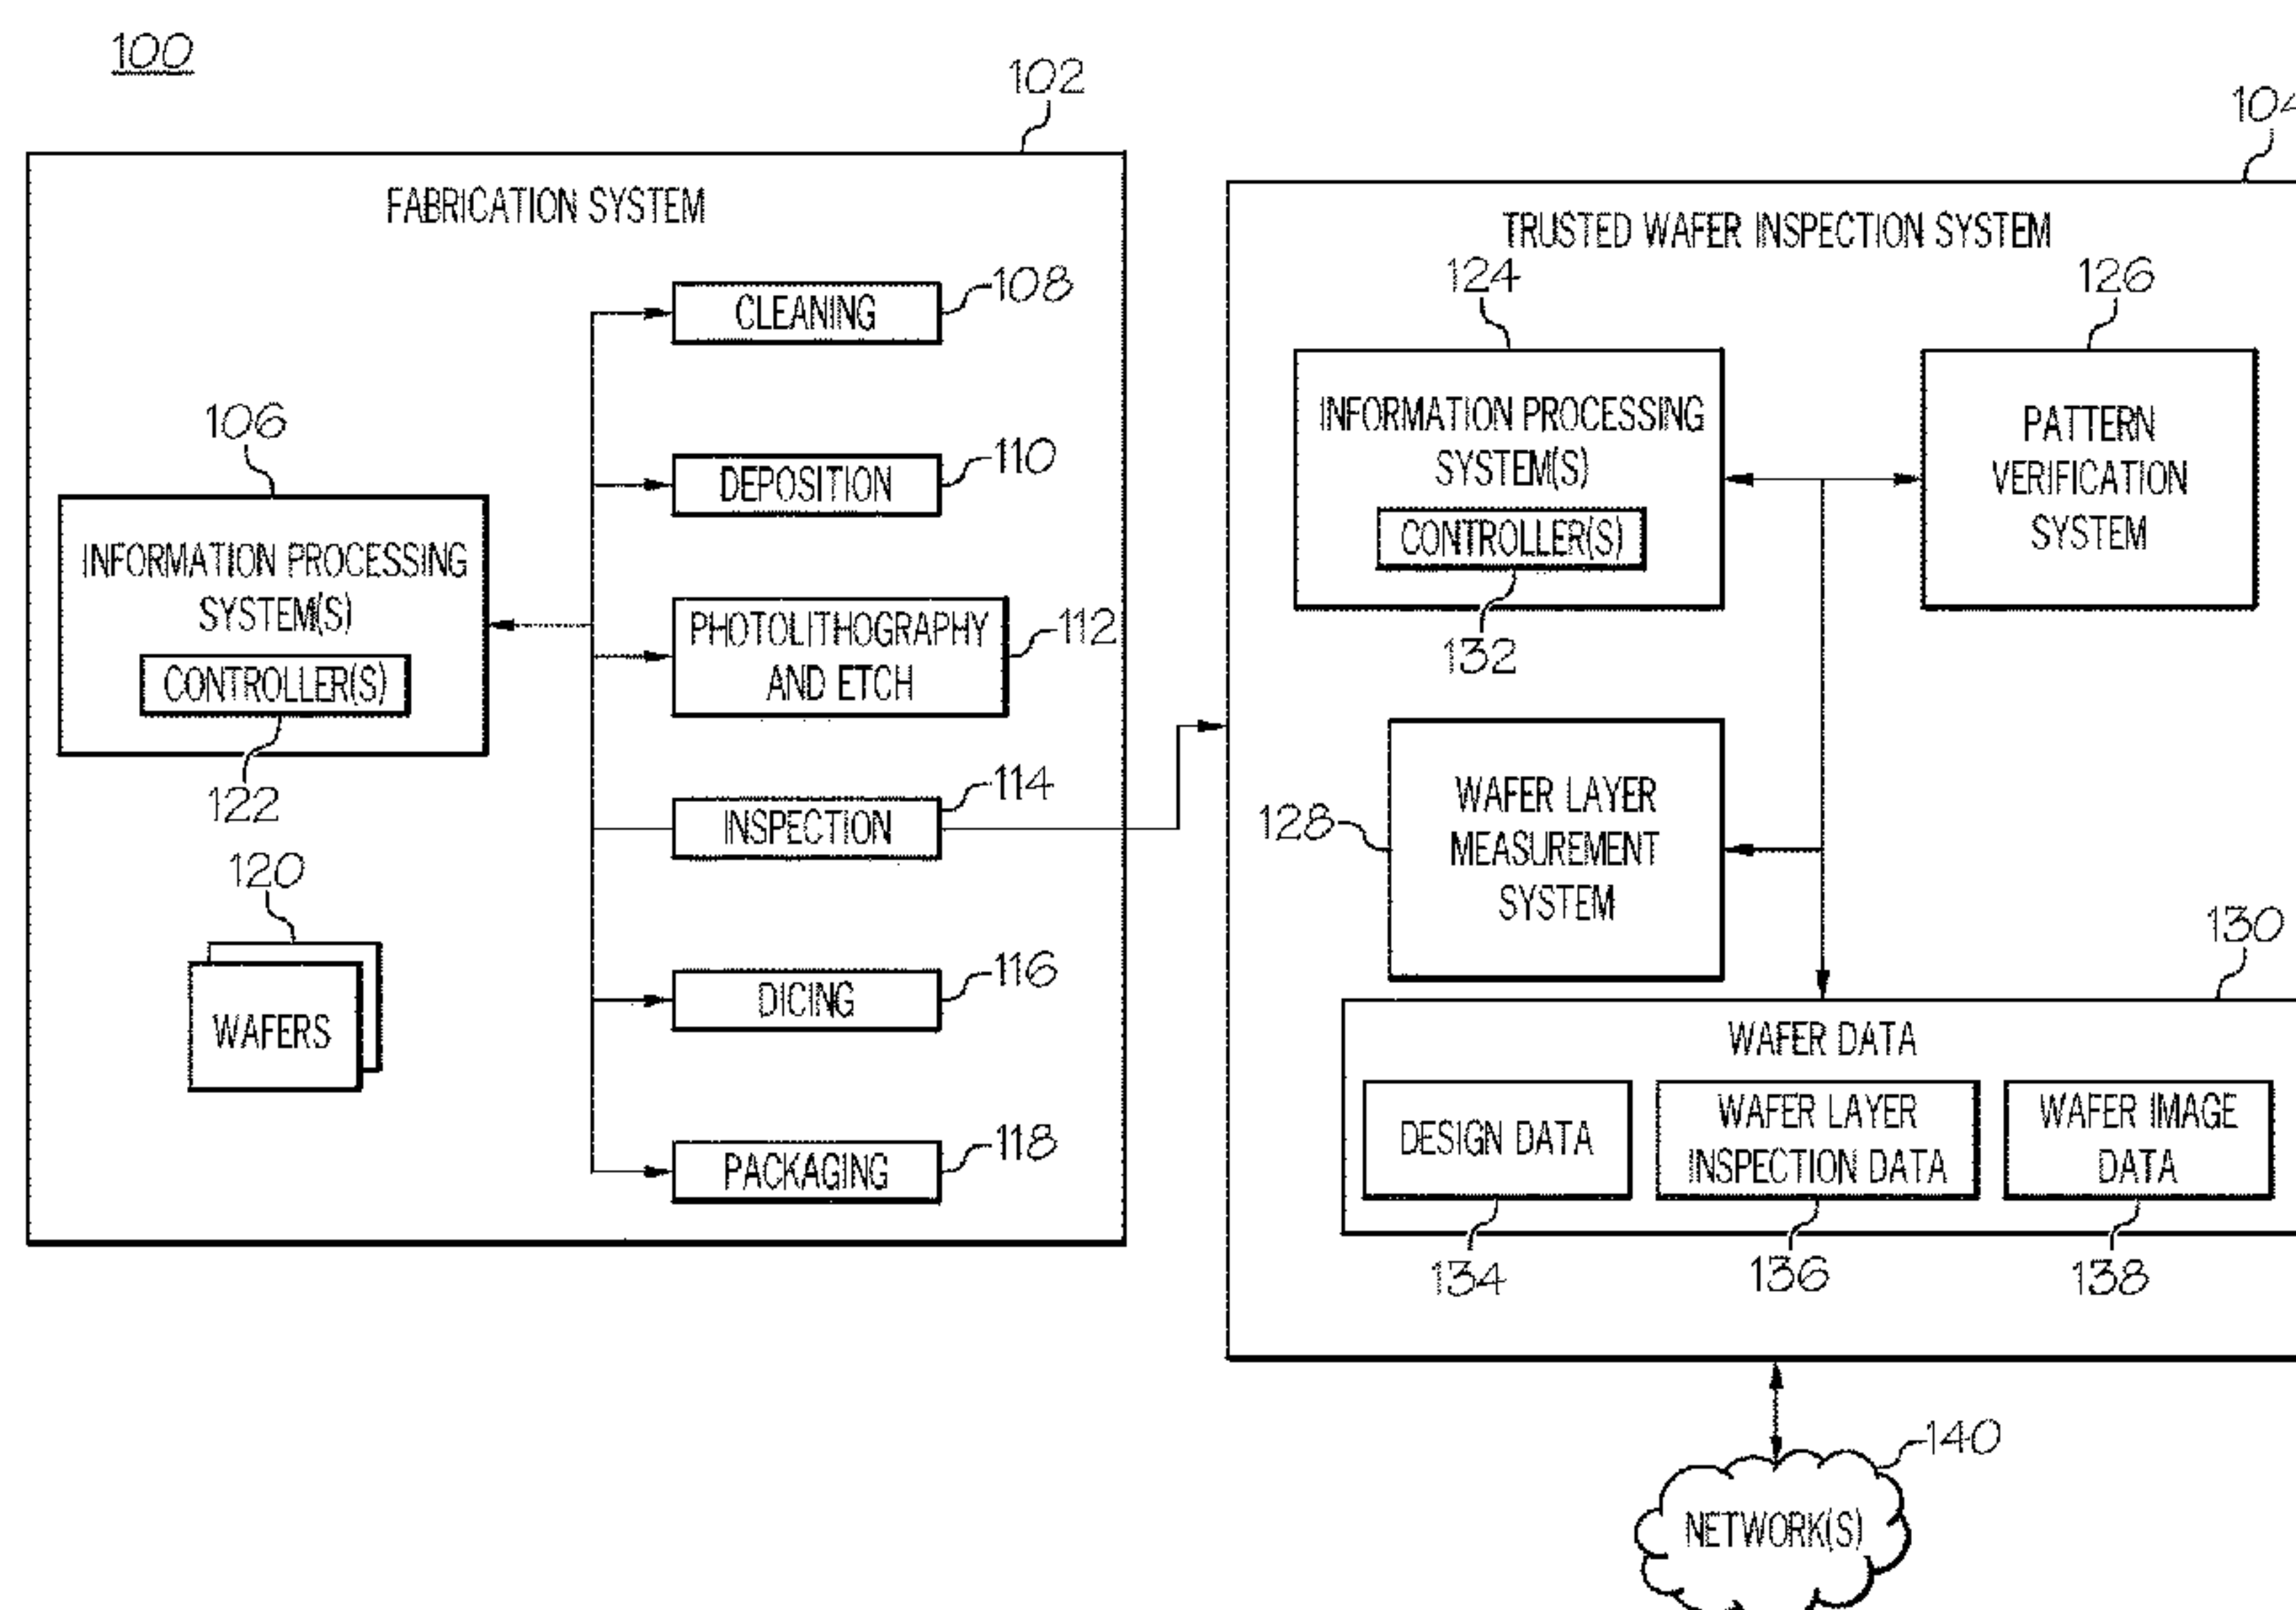 100
102
104
FABRICATION SYSTEM
TRUSTED WAFER INSPECTION SYSTEM
108
CLEANING
110
DEPOSITION
106
INFORMATION PROCESSING
SYSTEM(S)
CONTROLLER(S)
122
PHOTOLITHOGRAPHY
AND ETCH
112
114
INSPECTION
120
WAFERS
116
DICING
118
PACKAGING
124
INFORMATION PROCESSING
SYSTEM(S)
CONTROLLER(S)
132
126
PATTERN
VERIFICATION
SYSTEM
128
WAFER LAYER
MEASUREMENT
SYSTEM
130
WAFER DATA
DESIGN DATA
WAFER LAYER
INSPECTION DATA
WAFER IMAGE
DATA
134
136
138
140
NETWORK(S)